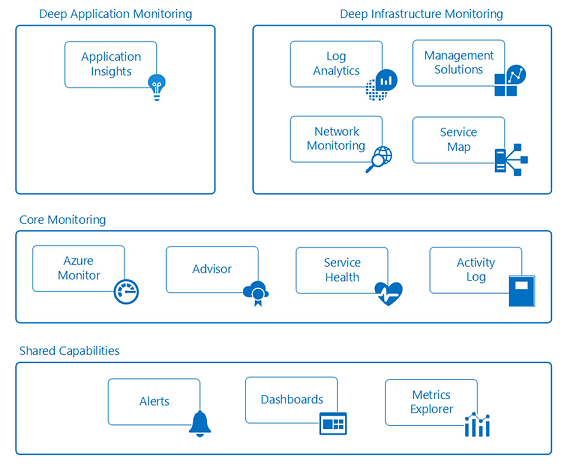 Deep Application Monitoring
Application
Insights
Deep Infrastructure Monitoring
Log
Analytics
Management
Solutions
Network
Monitoring
Service
Map
Core Monitoring
Azure
Monitor
Advisor
Service
Health
Activity
Log
Shared Capabilities
Alerts
Dashboards
Metrics
Explorer